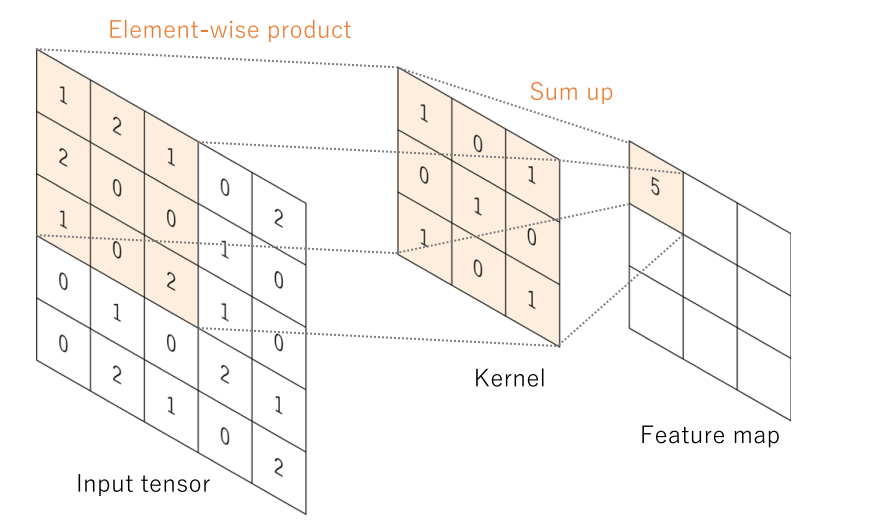 Element-wise product
Sum up
1 2 1 0 2
2 0 0 1 0
1 0 2 1 0
0 1 0 2 1
0 2 1 0 2
1 0 1
0 1 0
1 0 1
5
Kernel
Feature map
Input tensor